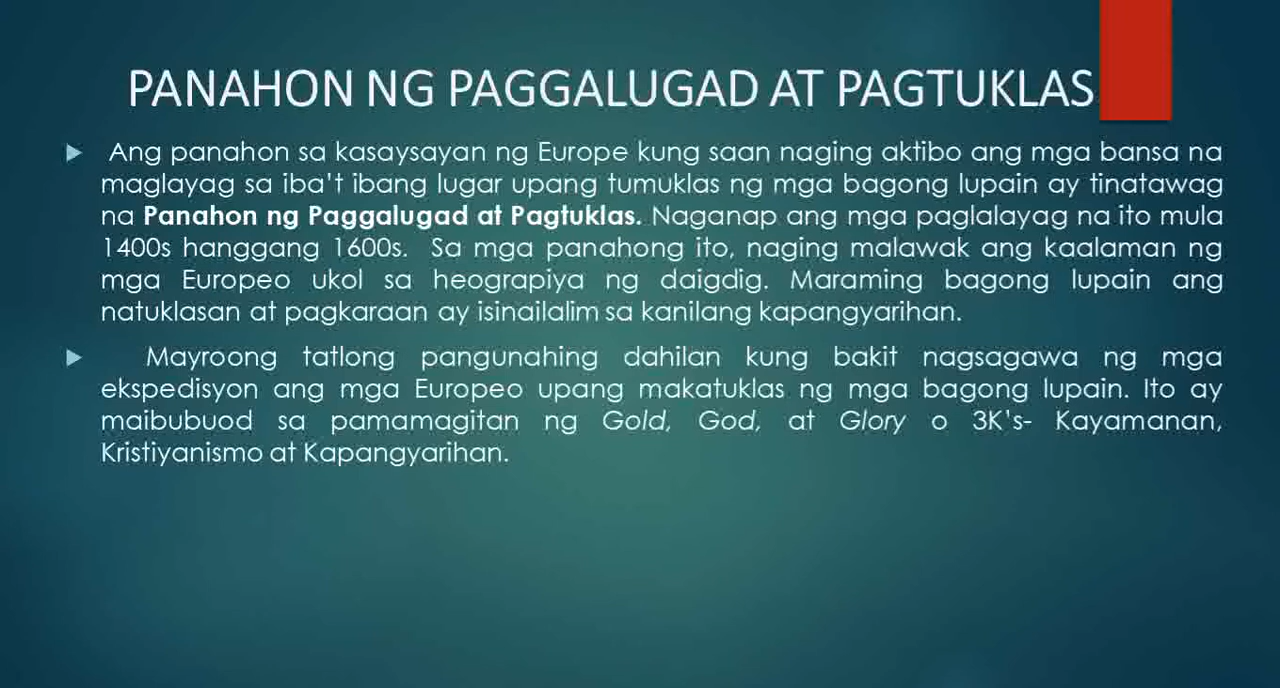 PANAHON NG PAGGALUGAD AT PAGTUKLAS
Ang panahon sa kasaysayan ng Europe kung saan naging aktibo ang mga bansa na
maglayag sa iba't ibang lugar upang tumuklas ng mga bagong lupain ay tinatawag
na Panahon ng Paggalugad at Pagtuklas. Naganap ang mga paglalayag na ito mula
1400s hanggang 1600s. Sa mga panahong ito, naging malawak ang kaalaman ng
mga Europeo ukol sa heograpiya ng daigdig. Maraming bagong lupain ang
natuklasan at pagkaraan ay isinailalim sa kanilang kapangyarihan.
Mayroong tatlong pangunahing dahilan kung bakit nagsagawa ng mga
ekspedisyon ang mga Europeo upang makatuklas ng mga bagong lupain. Ito ay
maibubuod sa pamamagitan ng Gold, God, at Glory o 3K's- Kayamanan,
Kristiyanismo at Kapangyarihan.